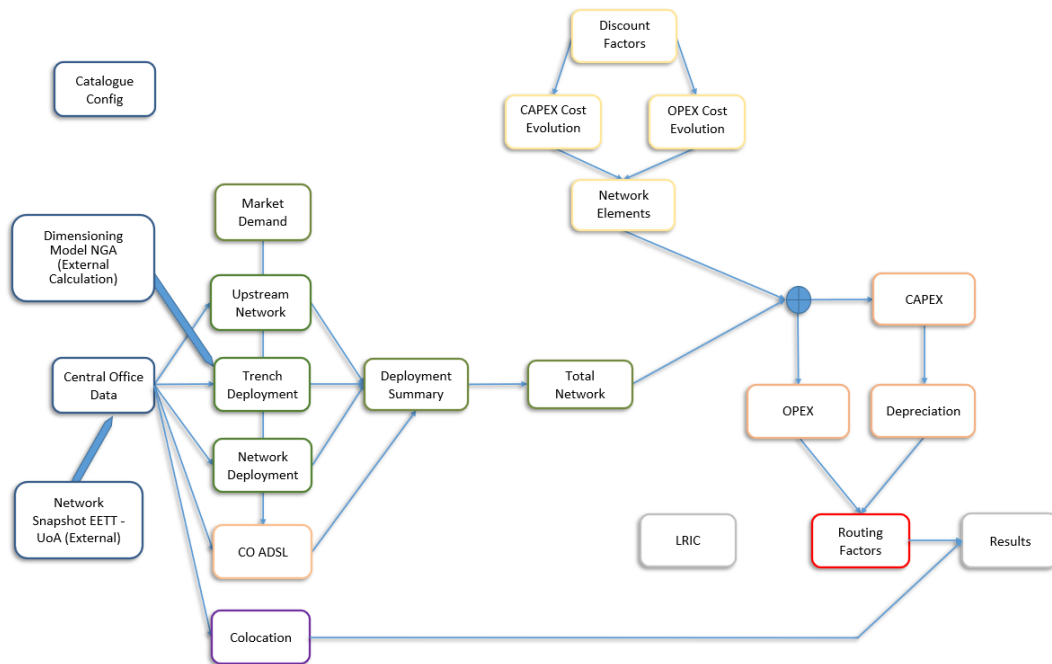 Discount
Factors
Catalogue
Config
CAPEX Cost
Evolution
OPEX Cost
Evolution
Market
Demand
Network
Elements
Dimensioning
Model NGA
(External
Calculation)
Upstream
Network
CAPEX
Central Office
Data
Trench
Deployment
Deployment
Summary
Total
Network
OPEX
Depreciation
Network
Deployment
Network
Snapshot EETT -
UoA (External)
CO ADSL
LRIC
Routing
Factors
Results
Colocation